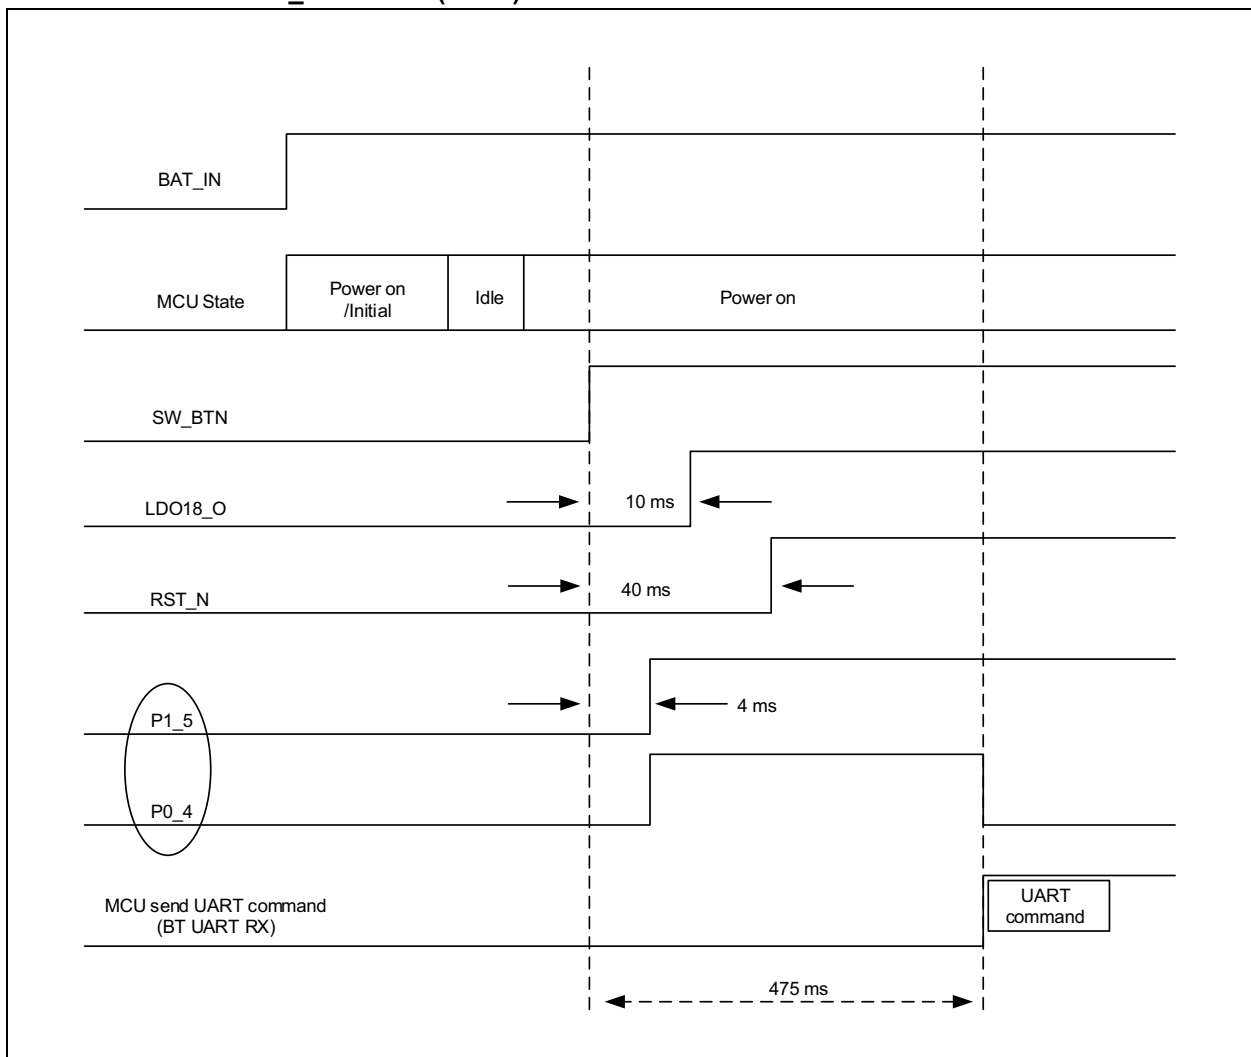 BAT_IN
MCU State
Power on
/Initial
Idle
Power on
SW_BTN
LDO18_O
10 ms
RST_N
40 ms
P1_5
4 ms
P0_4
MCU send UART command
(BT UART RX)
UART
command
475 ms